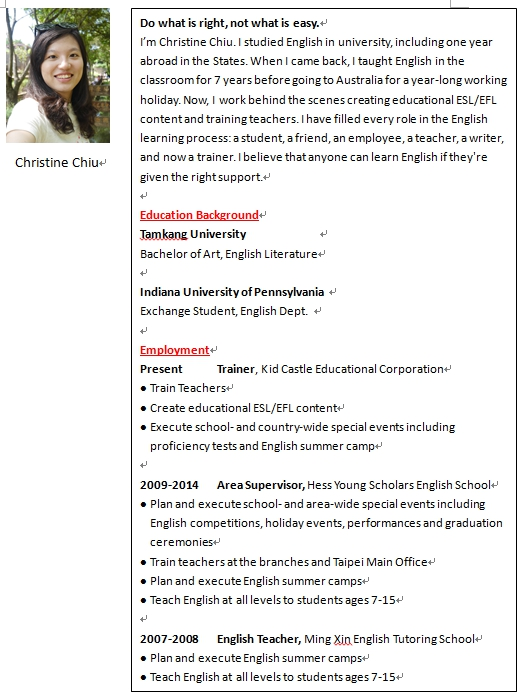 Christine Chiu
Do what is right, not what is easy.
I'm Christine Chiu. I studied English in university, including one year
abroad in the States. When I came back, I taught English in the
classroom for 7 years before going to Australia for a year-long working
holiday. Now, I work behind the scenes creating educational ESL/EFL
content and training teachers. I have filled every role in the English
learning process: a student, a friend, an employee, a teacher, a writer,
and now a trainer. I believe that anyone can learn English if they're
given the right support.
Education Background
Tamkang University
Bachelor of Art, English Literature
Indiana University of Pennsylvania
Exchange Student, English Dept.
Employment
Present Trainer, Kid Castle Educational Corporation
● Train Teachers
● Create educational ESL/EFL content
● Execute school- and country-wide special events including
proficiency tests and English summer camp
2009-2014 Area Supervisor, Hess Young Scholars English School
● Plan and execute school- and area-wide special events including
English competitions, holiday events, performances and graduation
ceremonies
● Train teachers at the branches and Taipei Main Office
● Plan and execute English summer camps
● Teach English at all levels to students ages 7-15
2007-2008 English Teacher, Ming Xin English Tutoring School
● Plan and execute English summer camps
● Teach English at all levels to students ages 7-15